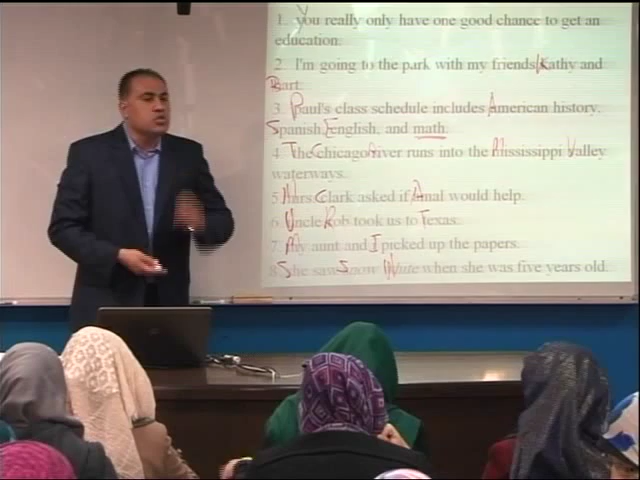 1. You really only have one good chance to get an
education.
2. I'm going to the park with my friends Kathy and
Bart.
3. Paul's class schedule includes American history,
Spanish, English, and math.
4. The Chicago River runs into the Mississippi Valley
waterways.
5. Mrs Clark asked if Amal would help.
6. Uncle Rob took us to Texas.
7. My aunt and I picked up the papers.
8. She saw Snow White when she was five years old.